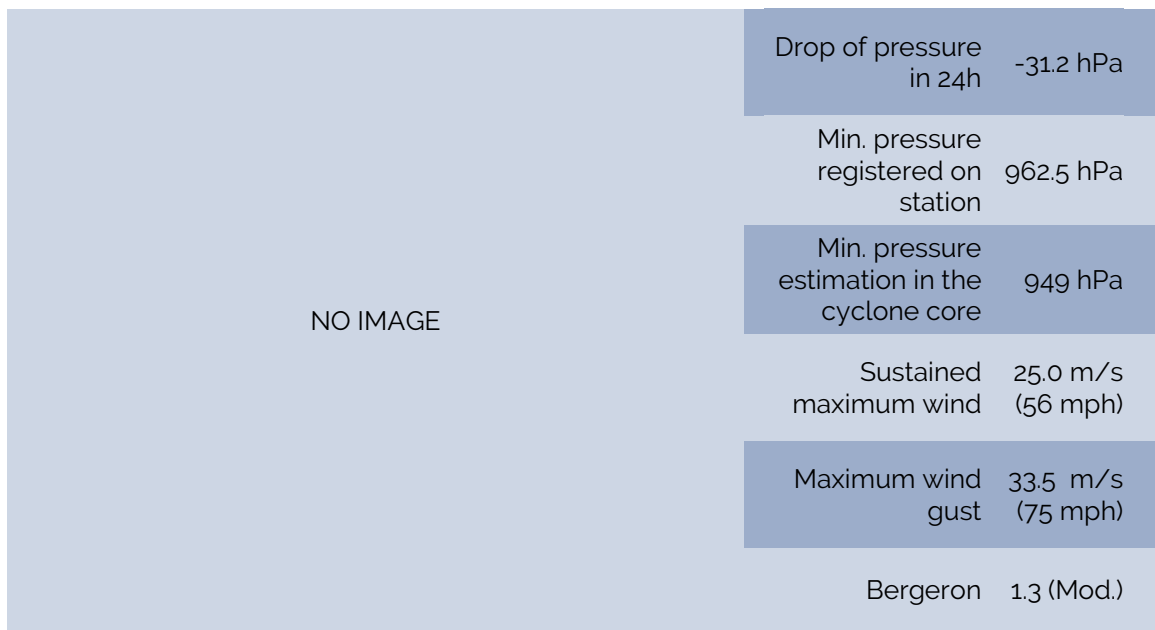 Drop of pressure
in 24h
-31.2 hPa
Min. pressure
registered on
station
962.5 hPa
Min. pressure
estimation in the
cyclone core
949 hPa
NO IMAGE
Sustained
maximum wind
25.0 m/s
(56 mph)
Maximum wind
gust
33.5 m/s
(75 mph)
Bergeron
1.3 (Mod.)